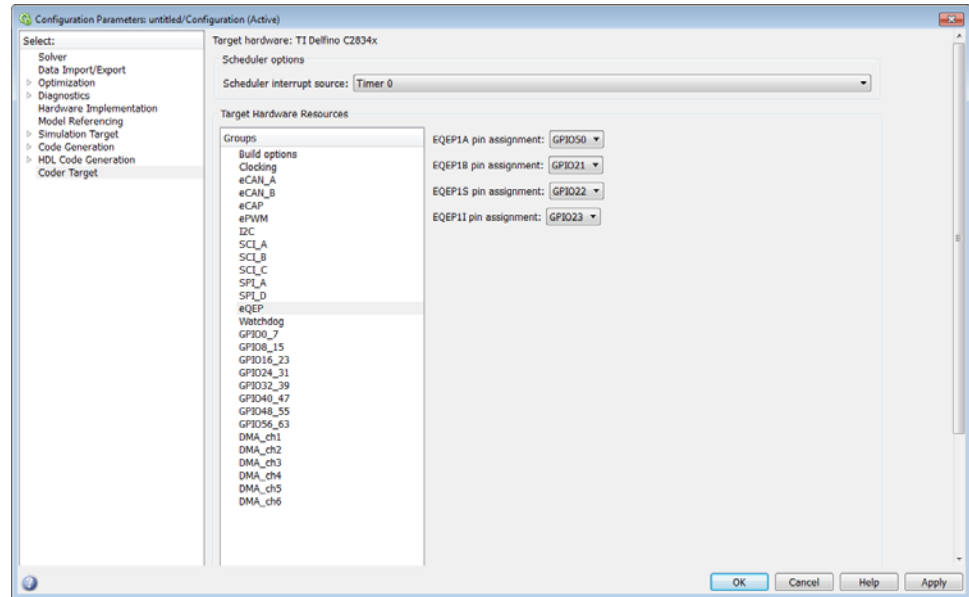 Configuration Parameters: untitled/Configuration (Active)
Select:
Solver
Data Import/Export
Optimization
Diagnostics
Hardware Implementation
Model Referencing
Simulation Target
Code Generation
HDL Code Generation
Coder Target
Target hardware: TI Delfino C2834x
Scheduler options
Scheduler interrupt source: Timer 0
Target Hardware Resources
Groups
Build options
Clocking
eCAN_A
eCAN_B
eCAP
ePWM
I2C
SCI_A
SCI_B
SCI_C
SPI_A
SPI_D
eQEP
Watchdog
GPIO0_7
GPIO8_15
GPIO16_23
GPIO24_31
GPIO32_39
GPIO40_47
GPIO48_55
GPIO56_63
DMA_ch1
DMA_ch2
DMA_ch3
DMA_ch4
DMA_ch5
DMA_ch6
EQEP1A pin assignment: GPIO50
EQEP1B pin assignment: GPIO21
EQEP1S pin assignment: GPIO22
EQEP1I pin assignment: GPIO23
OK Cancel Help Apply